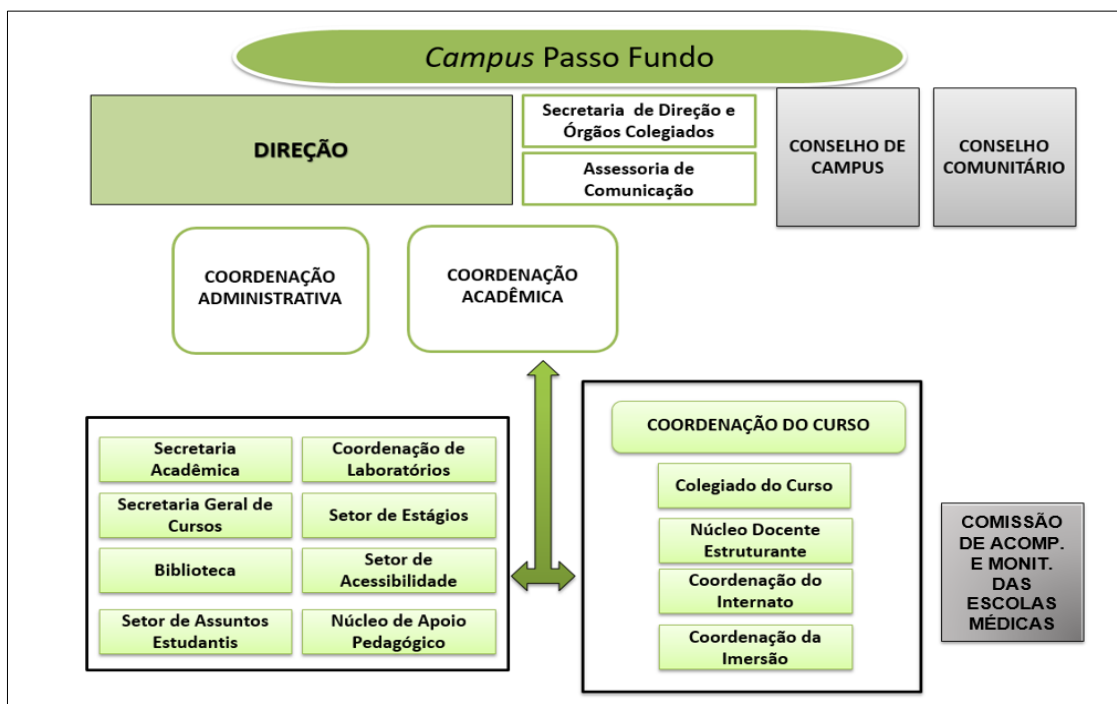 Campus Passo Fundo
DIREÇÃO
Secretaria de Direção e
Órgãos Colegiados
Assessoria de
Comunicação
CONSELHO DE
CAMPUS
CONSELHO
COMUNITÁRIO
COORDENAÇÃO
ADMINISTRATIVA
COORDENAÇÃO
ACADÊMICA
Secretaria
Acadêmica
Coordenação de
Laboratórios
Secretaria Geral de
Cursos
Setor de Estágios
Biblioteca
Setor de
Acessibilidade
Setor de Assuntos
Estudantis
Núcleo de Apoio
Pedagógico
COORDENAÇÃO DO CURSO
Colegiado do Curso
Núcleo Docente
Estruturante
Coordenação do
Internato
Coordenação da
Imersão
COMISSÃO
DE ACOMP.
E MONIT.
DAS
ESCOLAS
MÉDICAS